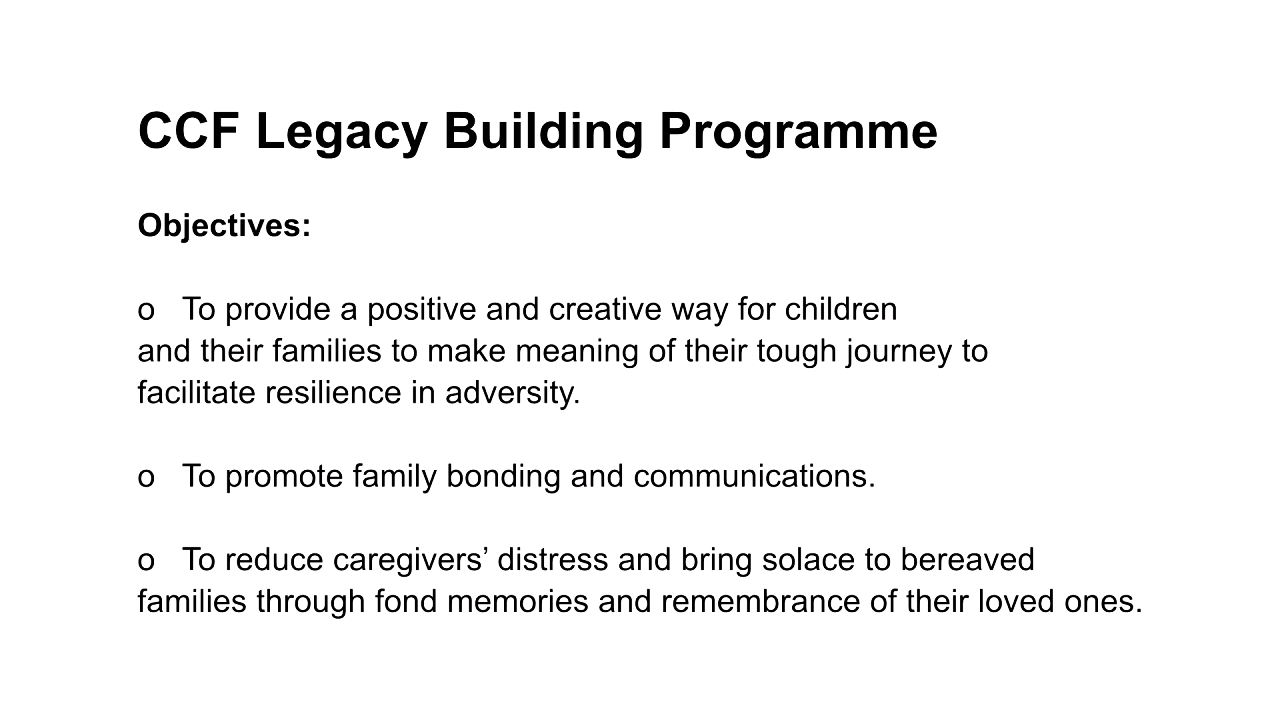 CCF Legacy Building Programme
Objectives:
o To provide a positive and creative way for children
and their families to make meaning of their tough journey to
facilitate resilience in adversity.
o To promote family bonding and communications.
o To reduce caregivers’ distress and bring solace to bereaved
families through fond memories and remembrance of their loved ones.